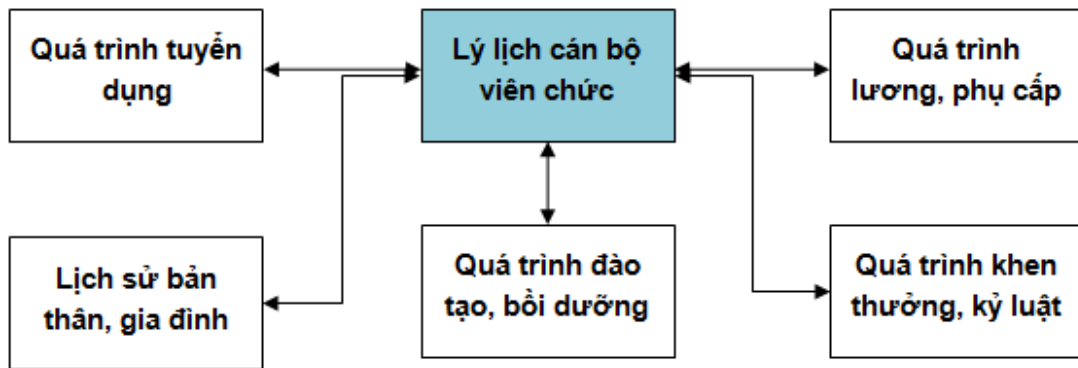 Quá trình tuyển
dụng
Lý lịch cán bộ
viên chức
Quá trình
lương, phụ cấp
Lịch sử bản
thân, gia đình
Quá trình đào
tạo, bồi dưỡng
Quá trình khen
thưởng, kỷ luật